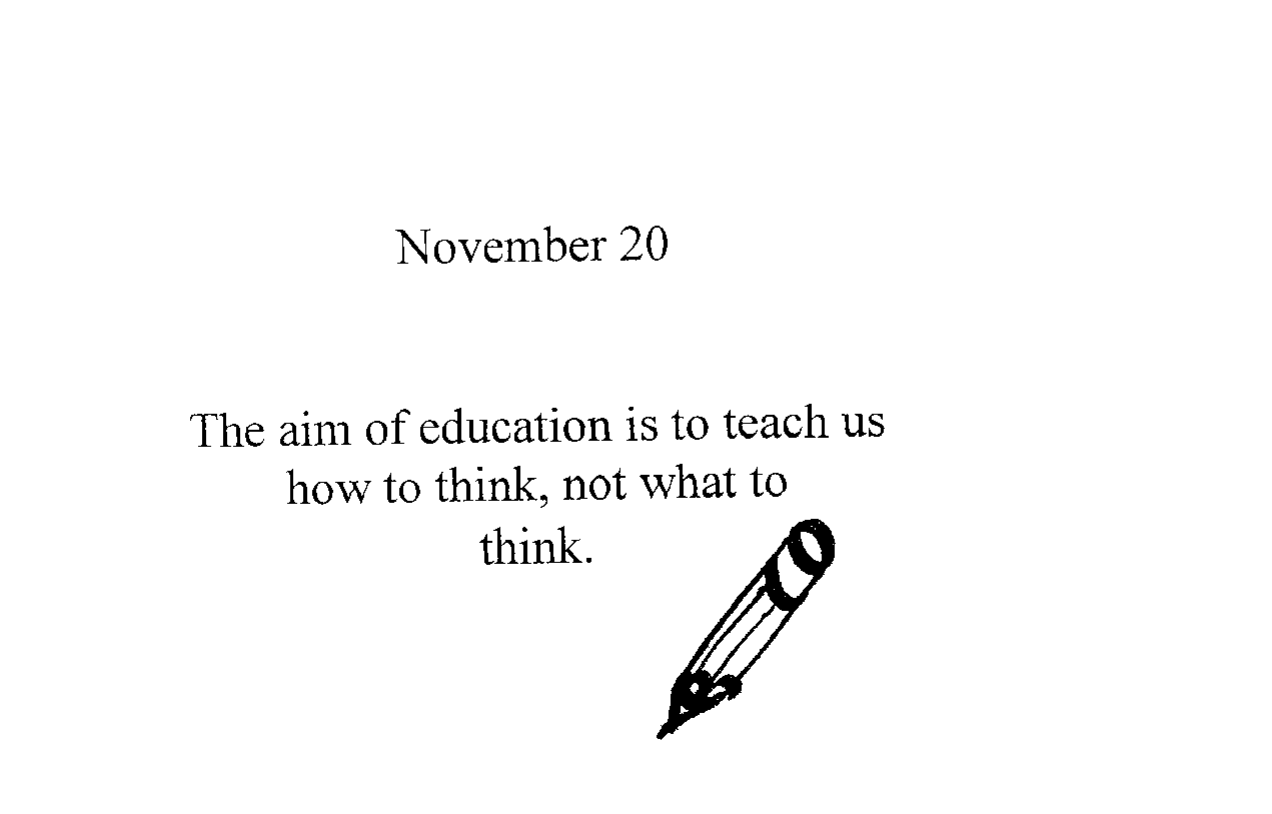 November 20
The aim of education is to teach us
how to think, not what to
think.